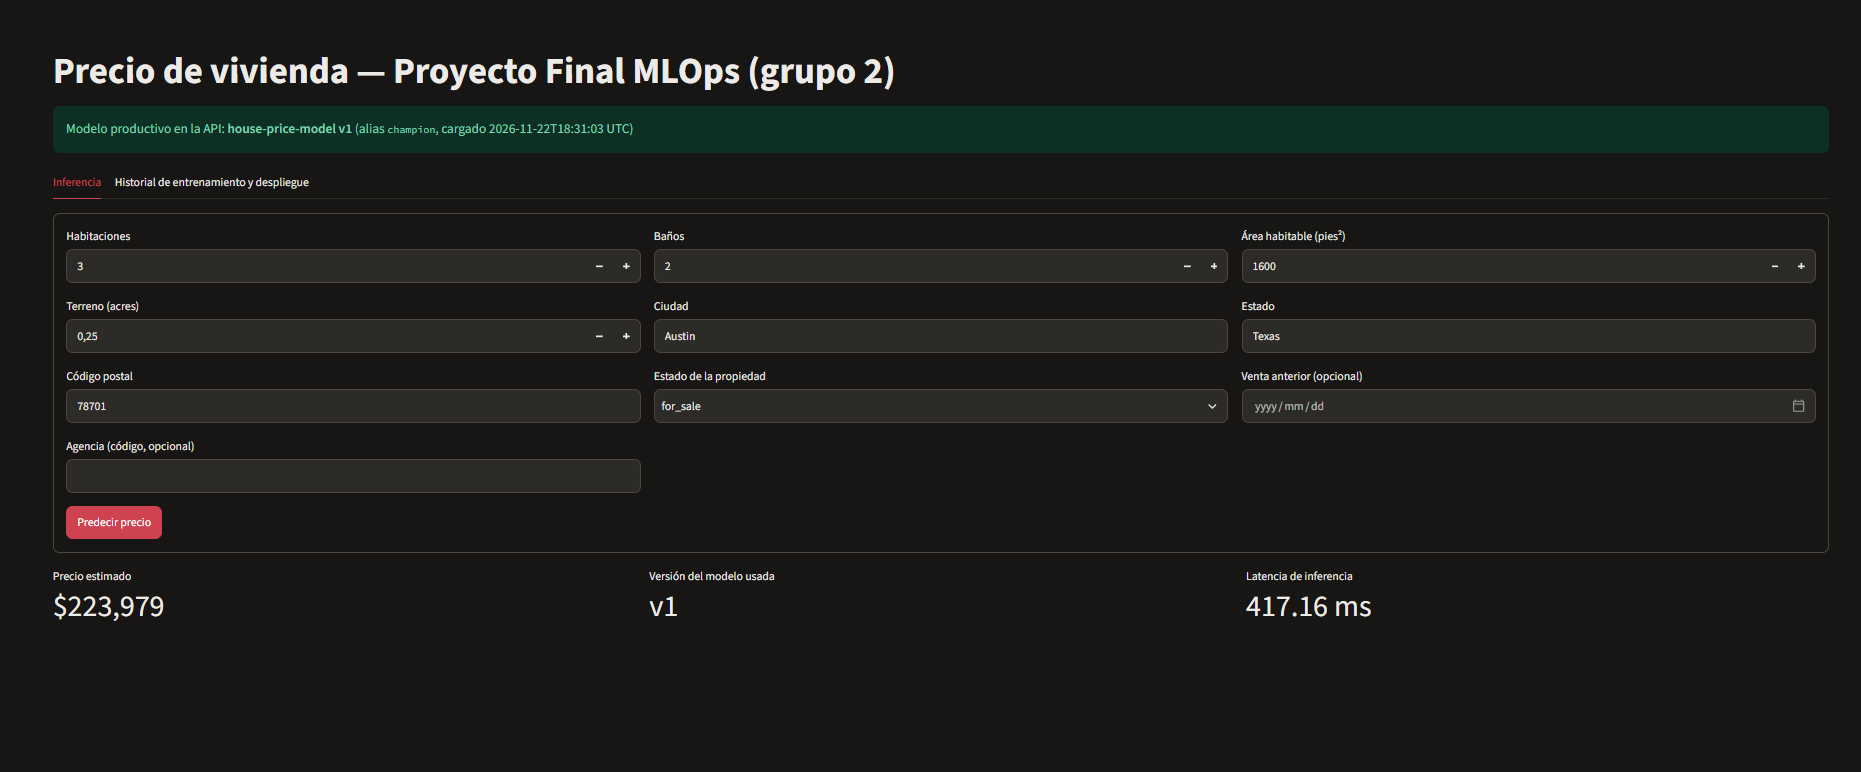 Precio de vivienda — Proyecto Final MLOps (grupo 2)
Modelo productivo en la API: house-price-model v1 (alias champion, cargado 2026-11-22T18:31:03 UTC)
Inferencia Historial de entrenamiento y despliegue
Habitaciones Baños Área habitable (pies²)
3 − + 2 − + 1600 − +
Terreno (acres) Ciudad Estado
0,25 − + Austin Texas
Código postal Estado de la propiedad Venta anterior (opcional)
78701 for_sale yyyy/mm/dd
Agencia (código, opcional)
Predecir precio
Precio estimado Versión del modelo usada Latencia de inferencia
$223,979 v1 417.16 ms